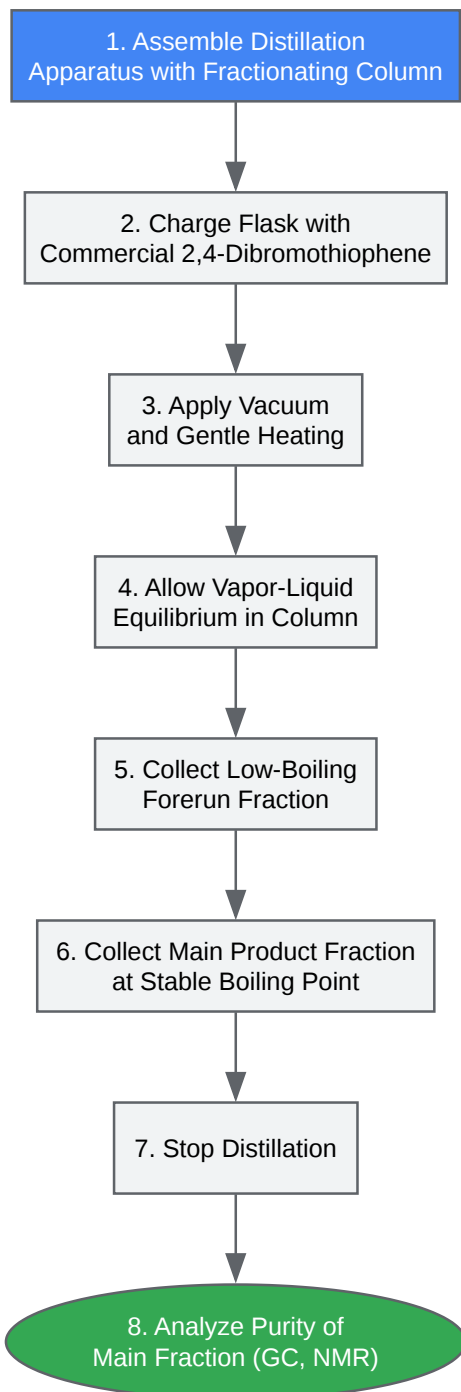 1. Assemble Distillation
Apparatus with Fractionating Column
2. Charge Flask with
Commercial 2,4-Dibromothiophene
3. Apply Vacuum
and Gentle Heating
4. Allow Vapor-Liquid
Equilibrium in Column
5. Collect Low-Boiling
Forerun Fraction
6. Collect Main Product Fraction
at Stable Boiling Point
7. Stop Distillation
8. Analyze Purity of
Main Fraction (GC, NMR)